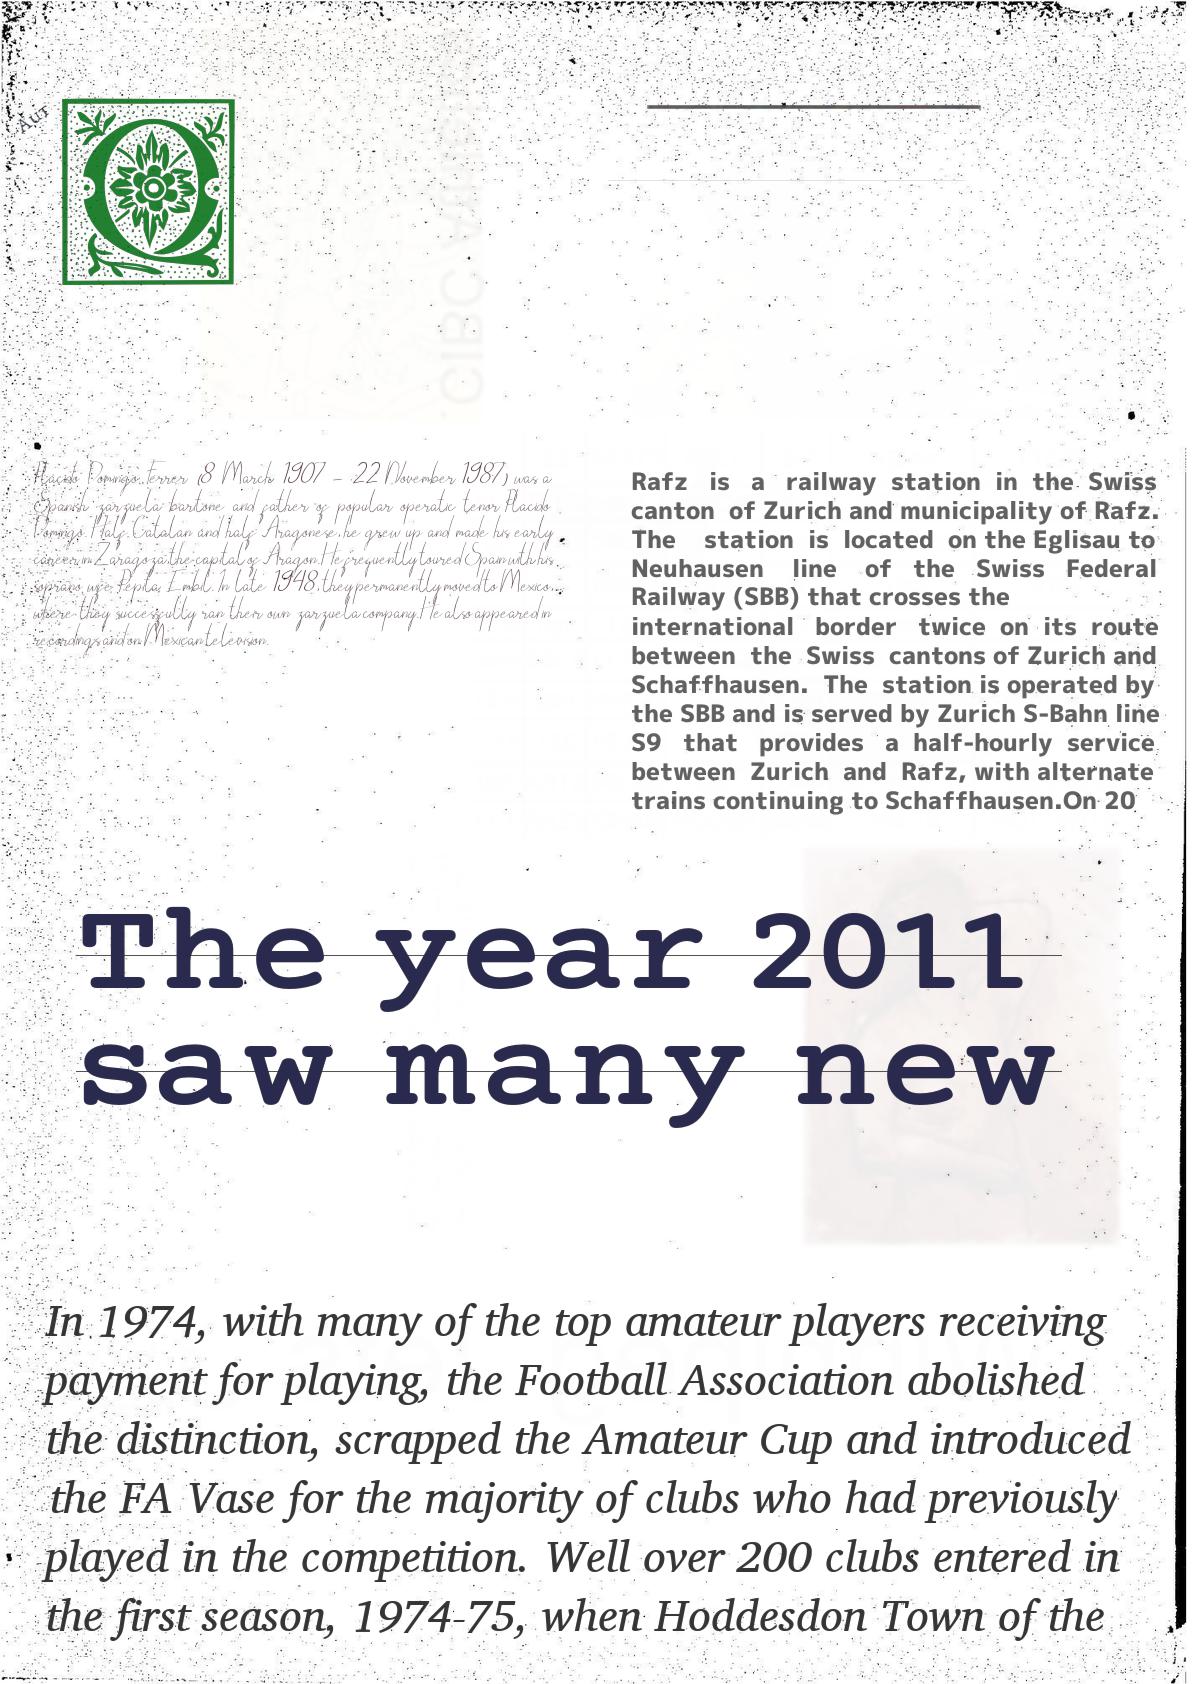 Aur
Q
Placido Domingo Ferrer (8 March 1907 – 22 November 1987) was a
Spanish zarzuela baritone and father of popular operatic tenor Placido
Domingo. Half Catalan and half Aragonese, he grew up and made his early
career in Zaragoza, the capital of Aragon. He frequently toured Spain with his
soprano wife, Pepita Embil. In late 1948, they permanently moved to Mexico,
where they successfully ran their own zarzuela company. He also appeared in
recordings and on Mexican television.
Rafz is a railway station in the Swiss
canton of Zurich and municipality of Rafz.
The station is located on the Eglisau to
Neuhausen line of the Swiss Federal
Railway (SBB) that crosses the
international border twice on its route
between the Swiss cantons of Zurich and
Schaffhausen. The station is operated by
the SBB and is served by Zurich S-Bahn line
S9 that provides a half-hourly service
between Zurich and Rafz, with alternate
trains continuing to Schaffhausen.On 20
The year 2011
saw many new
In 1974, with many of the top amateur players receiving
payment for playing, the Football Association abolished
the distinction, scrapped the Amateur Cup and introduced
the FA Vase for the majority of clubs who had previously
played in the competition. Well over 200 clubs entered in
the first season, 1974-75, when Hoddesdon Town of the